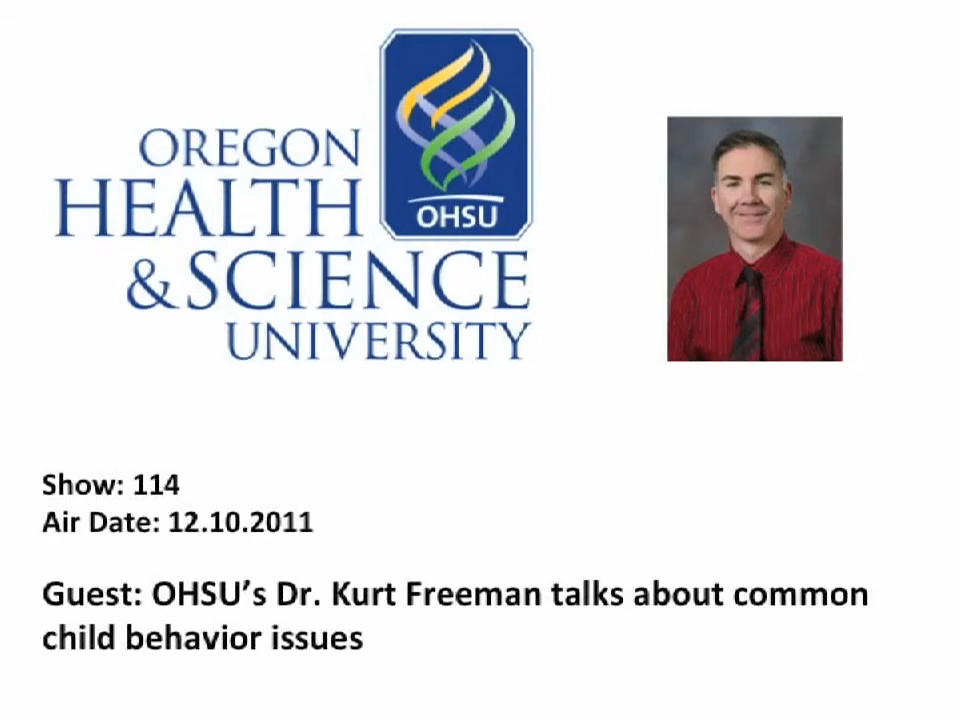 OREGON
HEALTH
&SCIENCE
UNIVERSITY
OHSU
Show: 114
Air Date: 12.10.2011
Guest: OHSU’s Dr. Kurt Freeman talks about common
child behavior issues